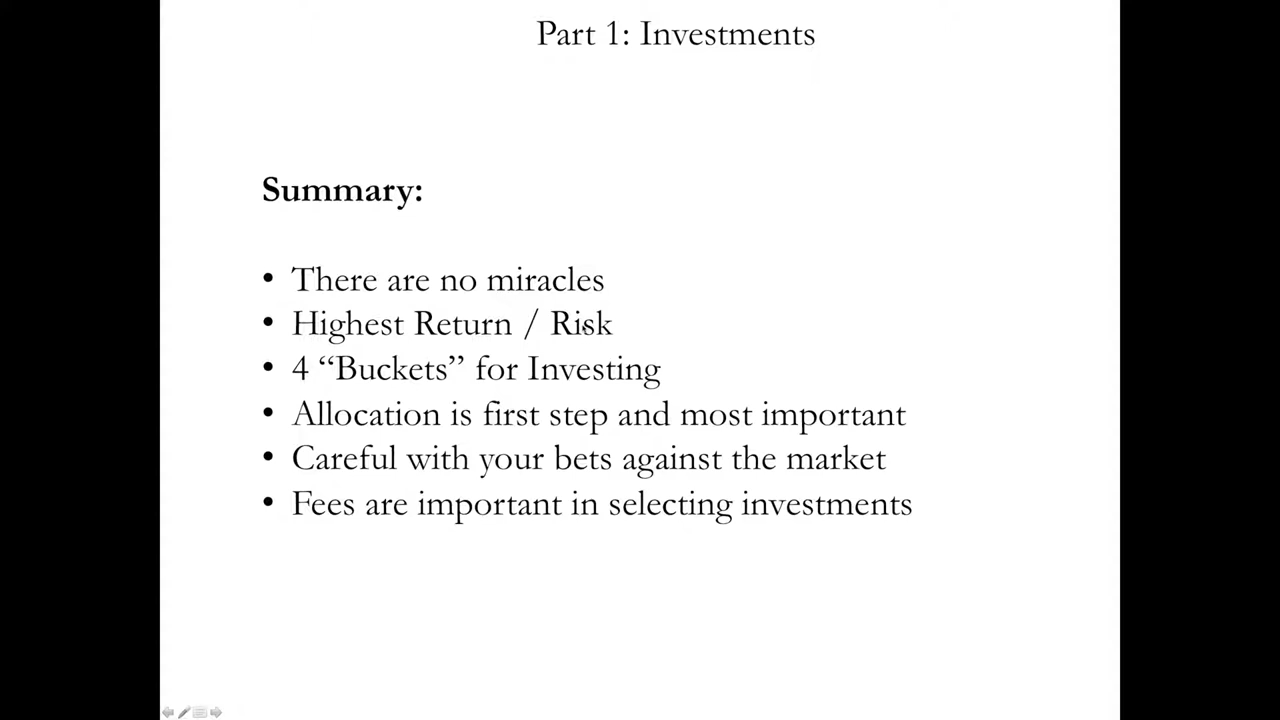 Part 1: Investments
Summary:
• There are no miracles
• Highest Return / Risk
• 4 “Buckets” for Investing
• Allocation is first step and most important
• Careful with your bets against the market
• Fees are important in selecting investments